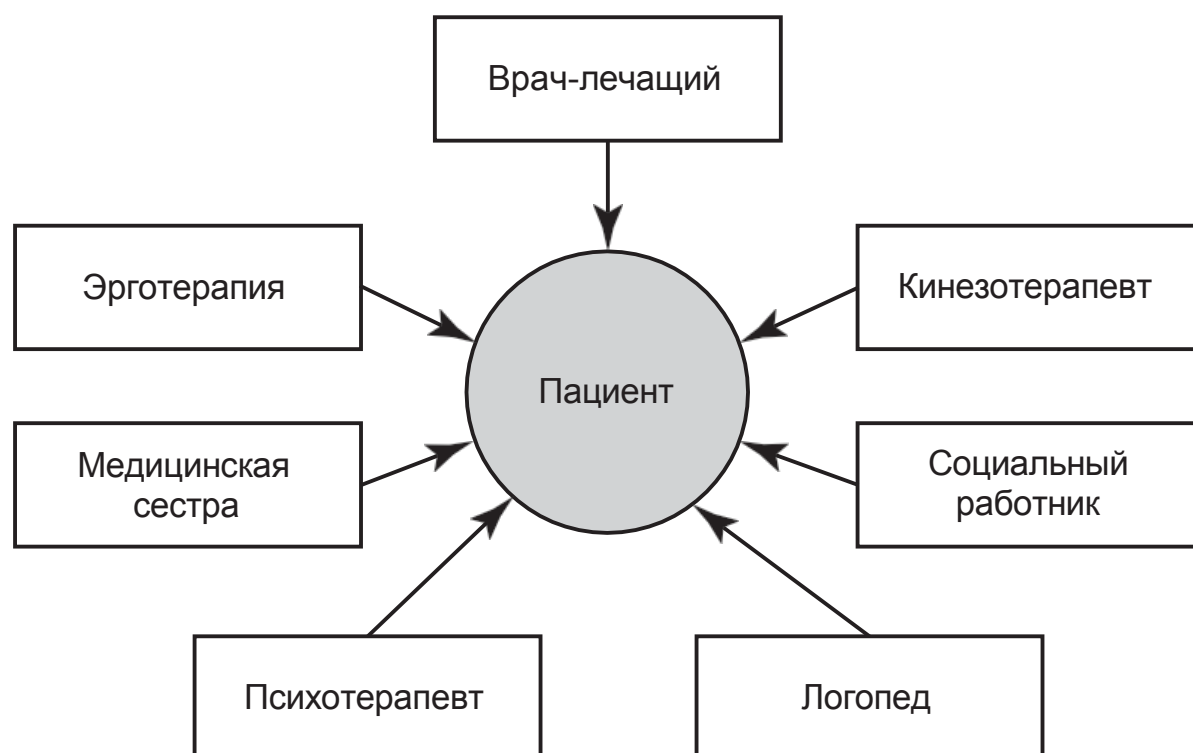 Врач-лечащий
Эрготерапия
Кинезотерапевт
Пациент
Медицинская
сестра
Социальный
работник
Психотерапевт
Логопед